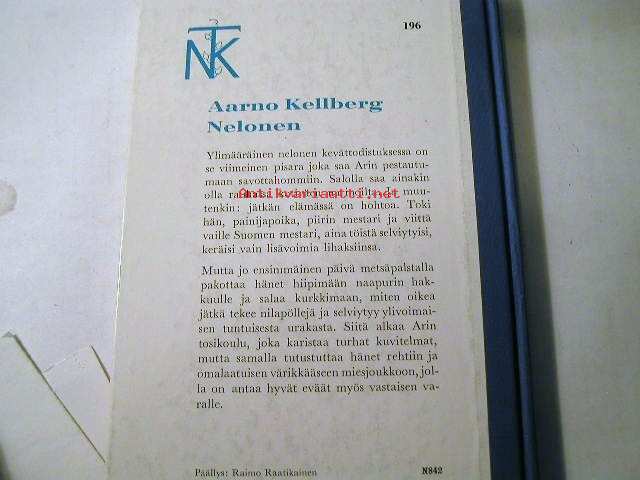 NTK
196
Aarno Kellberg
Nelonen
Ylimääräinen nelonen kevättodistuksessa on
se viimeinen pisara joka saa Arin pestautu-
maan savottahommiin. Salolla saa ainakin
olla
Antikvariaatti.net
muu-
tenkin: jätkän elämässä on hohtoa. Toki
hän, painijapoika, piirin mestari ja viittä
vaille Suomen mestari, aina töistä selviytyisi,
keräisi vain lisävoimia lihaksiinsa.
Mutta jo ensimmäinen päivä metsäpalstalla
pakottaa hänet hiipimään naapurin hak-
kuulle ja salaa kurkkimaan, miten oikea
jätkä tekee nilapöllejä ja selviytyy ylivoimai-
sen tuntuisesta urakasta. Siitä alkaa Arin
tosikoulu, joka karistaa turhat kuvitelmat,
mutta samalla tutustuttaa hänet rehtiin ja
omalaatuisen värikkääseen miesjoukkoon, jol-
la on antaa hyvät eväät myös vastaisen va-
ralle.
Päällys: Raimo Raatikainen
N842